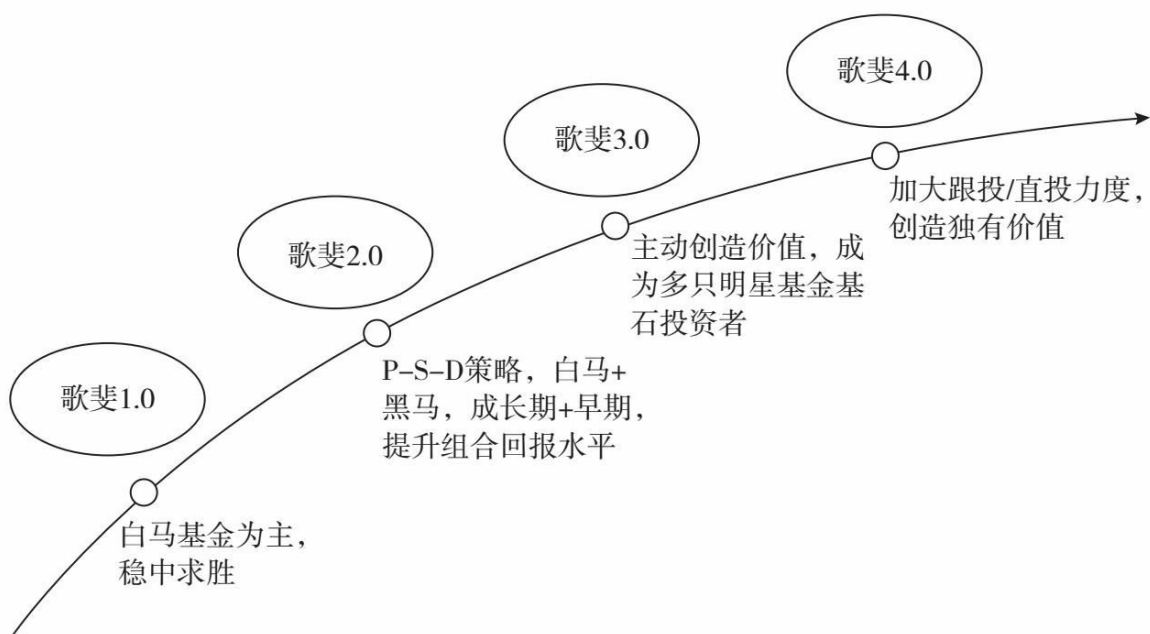 歌斐1.0
白马基金为主，
稳中求胜
歌斐2.0
P–S–D策略，白马+
黑马，成长期+早期，
提升组合回报水平
歌斐3.0
主动创造价值，成
为多只明星基金基
石投资者
歌斐4.0
加大跟投/直投力度，
创造独有价值